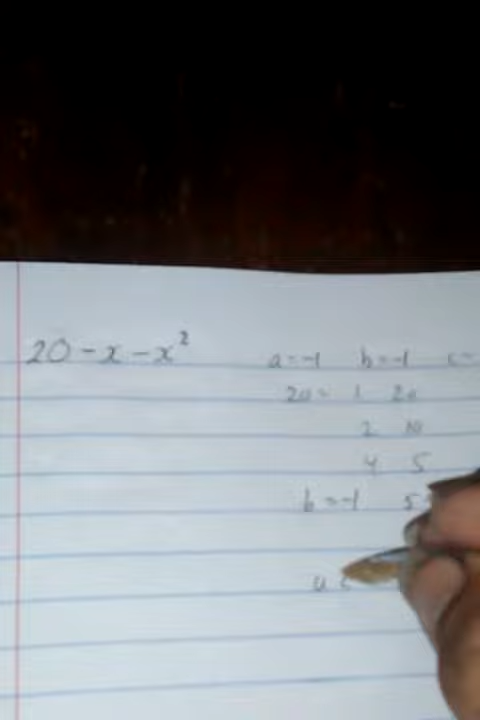 20 - x - x²
a = -1 b = -1 c =
20 = 1 20
2 10
4 5
b = -1 5
a c